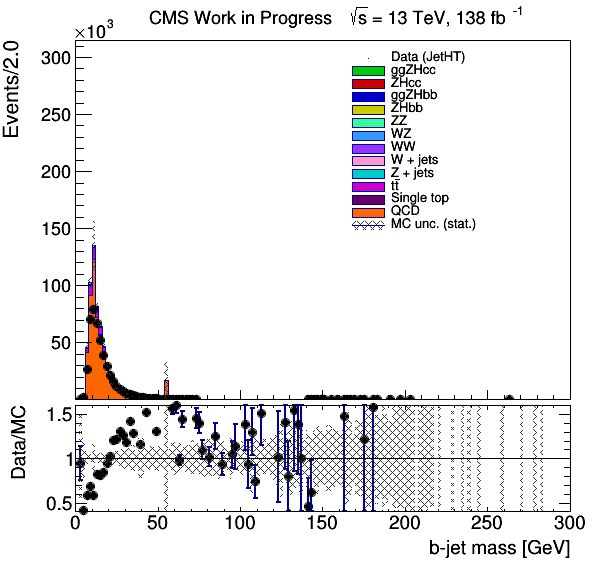 CMS Work in Progress √s = 13 TeV, 138 fb⁻¹
×10³
Events/2.0
300
250
200
150
100
50
Data (JetHT)
ggZHcc
ZHcc
ggZHbb
ZHbb
ZZ
WZ
WW
W + jets
Z + jets
tt̄
Single top
QCD
MC unc. (stat.)
Data/MC
1.5
1
0.5
0 50 100 150 200 250 300
b-jet mass [GeV]